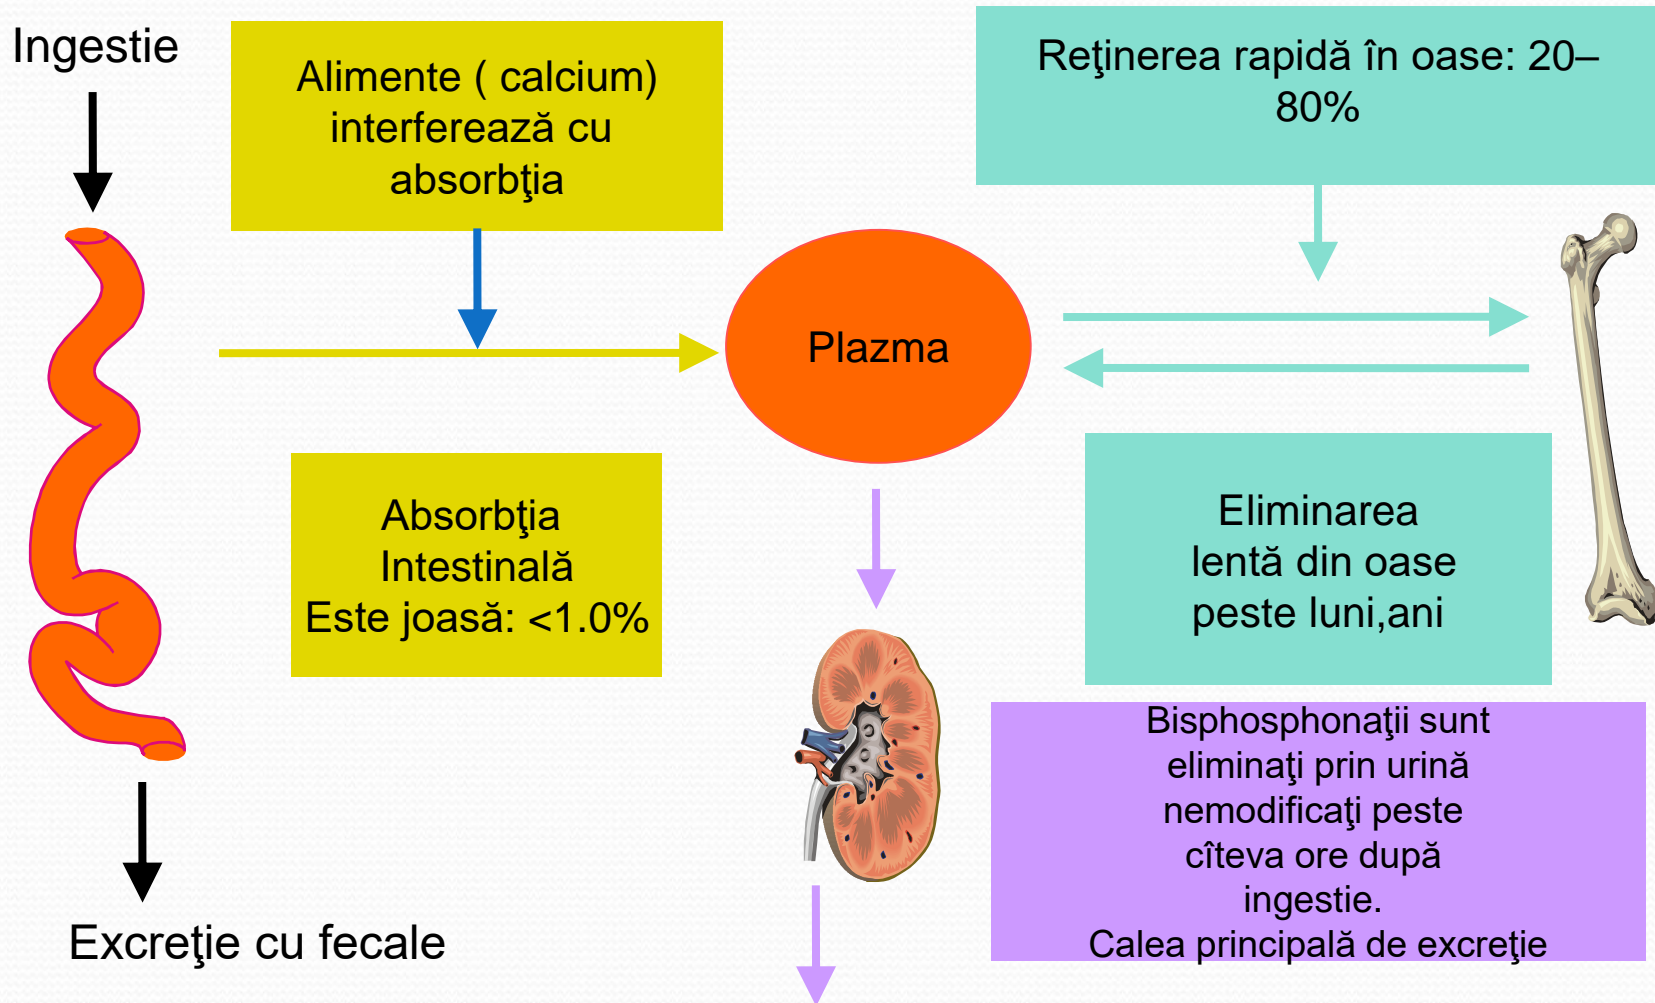 Ingestie
Alimente ( calcium)
interferează cu
absorbţia
Reţinerea rapidă în oase: 20–
80%
Plazma
Absorbţia
Intestinală
Este joasă: <1.0%
Eliminarea
lentă din oase
peste luni,ani
Bisphosphonaţii sunt
eliminaţi prin urină
nemodificaţi peste
cîteva ore după
ingestie.
Calea principală de excreţie
Excreţie cu fecale